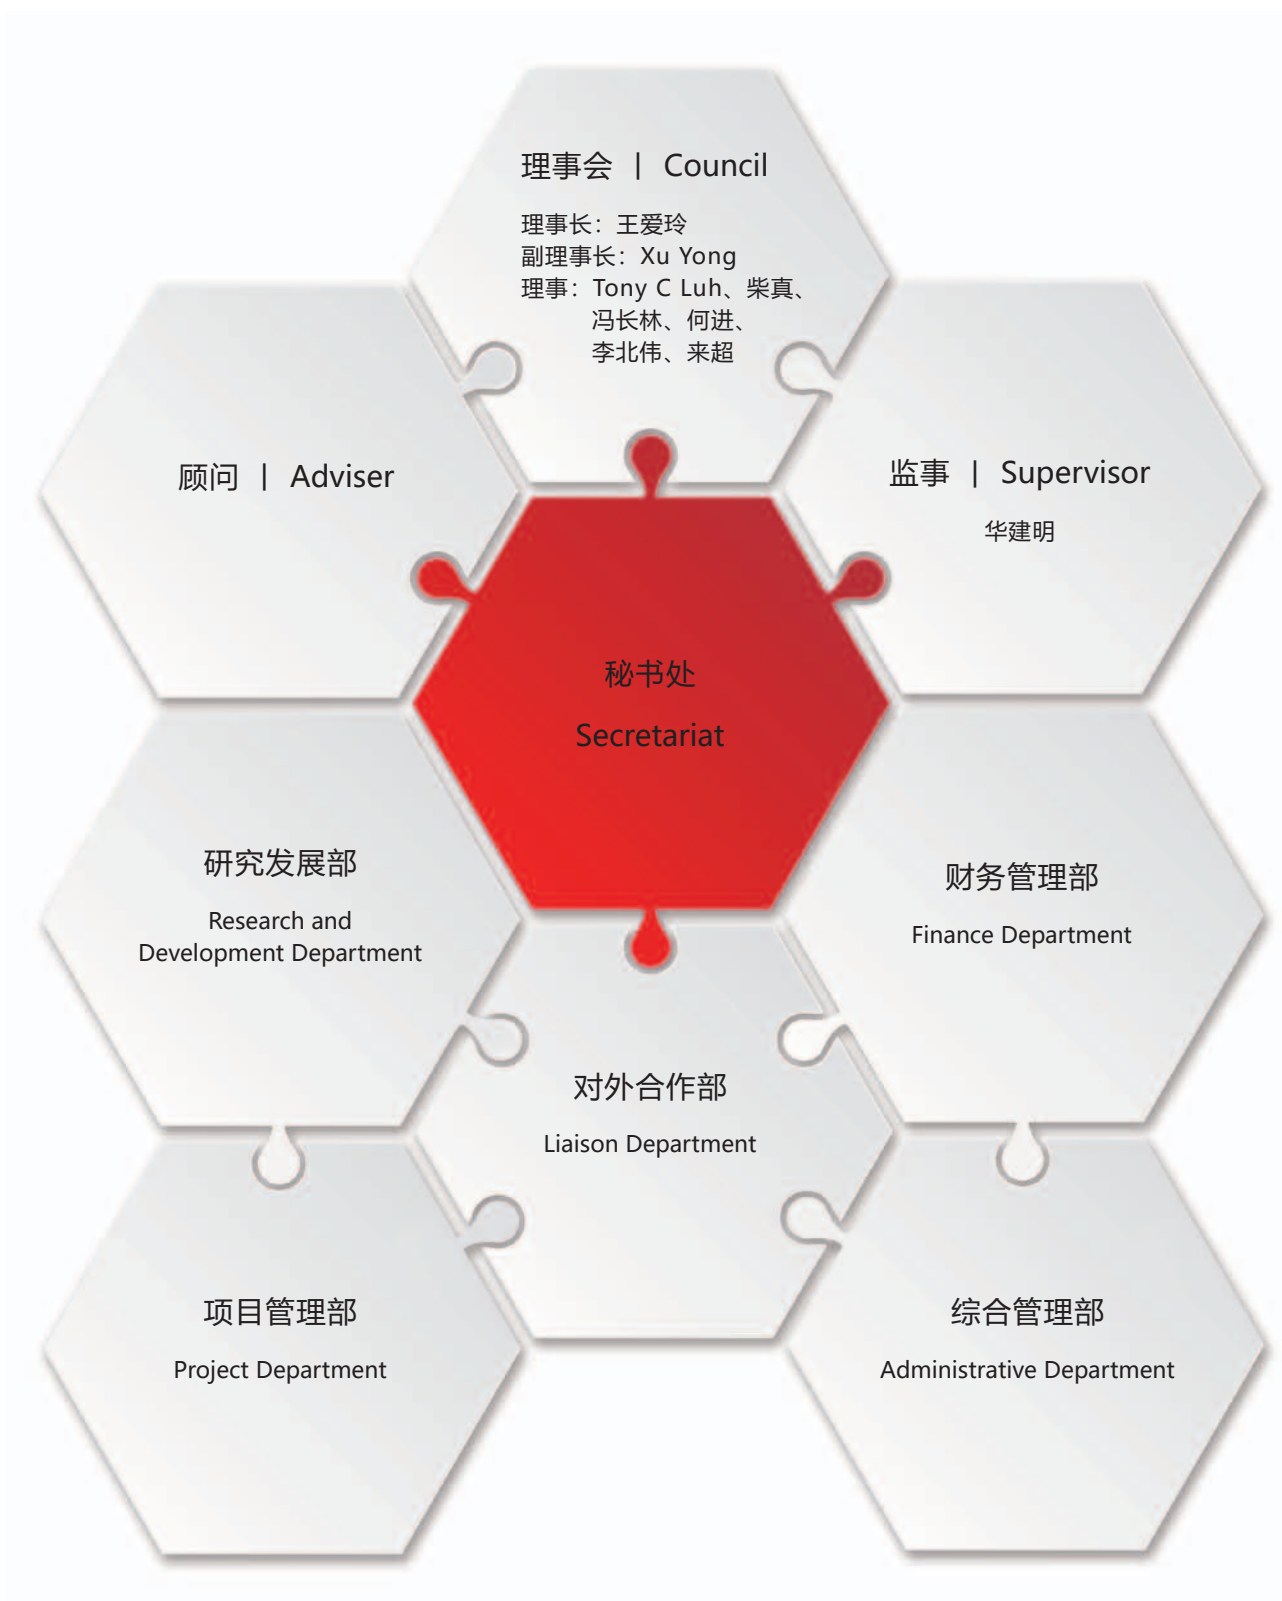 理事会 | Council
理事长：王爱玲
副理事长：Xu Yong
理事：Tony C Luh、柴真、
冯长林、何进、
李北伟、来超
顾问 | Adviser
监事 | Supervisor
华建明
秘书处
Secretariat
研究发展部
Research and
Development Department
财务管理部
Finance Department
对外合作部
Liaison Department
项目管理部
Project Department
综合管理部
Administrative Department